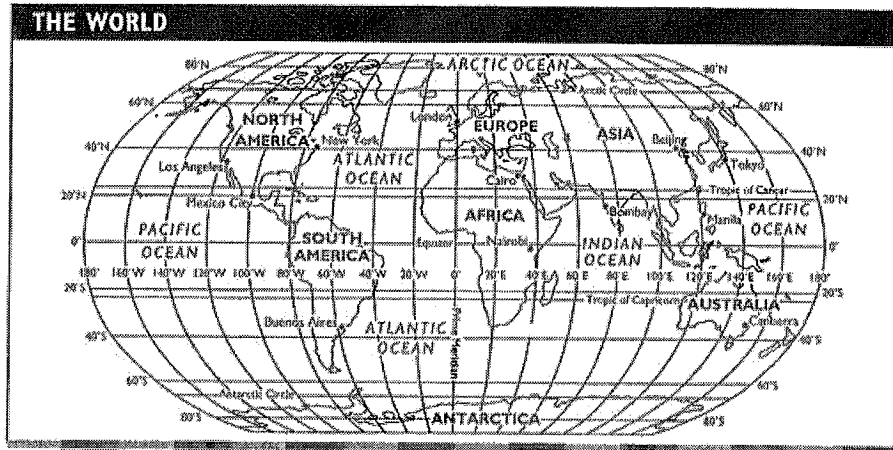 THE WORLD
80°N ARCTIC OCEAN 80°N
Arctic Circle
60°N 60°N
NORTH AMERICA
London
EUROPE
ASIA
New York
Beijing
40°N 40°N
Los Angeles
ATLANTIC OCEAN
Cairo
Tokyo
20°N Tropic of Cancer 20°N
Mexico City
AFRICA
Bombay
Manila
PACIFIC OCEAN
PACIFIC OCEAN
0° SOUTH AMERICA Equator Nairobi INDIAN OCEAN 0°
180° 160°W 140°W 120°W 100°W 80°W 60°W 40°W 20°W 0° 20°E 40°E 60°E 80°E 100°E 120°E 140°E 160°E 180°
20°S Tropic of Capricorn 20°S
AUSTRALIA
Buenos Aires
ATLANTIC OCEAN
Prime Meridian
Canberra
40°S 40°S
60°S 60°S
Antarctic Circle
80°S ANTARCTICA 80°S